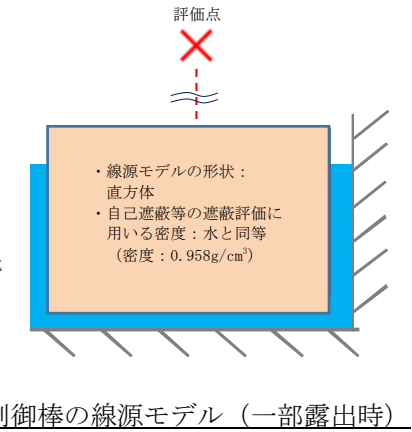 評価点
・線源モデルの形状：
直方体
・自己遮蔽等の遮蔽評価に
用いる密度：水と同等
（密度：0.958g/cm³）
制御棒の線源モデル（一部露出時）